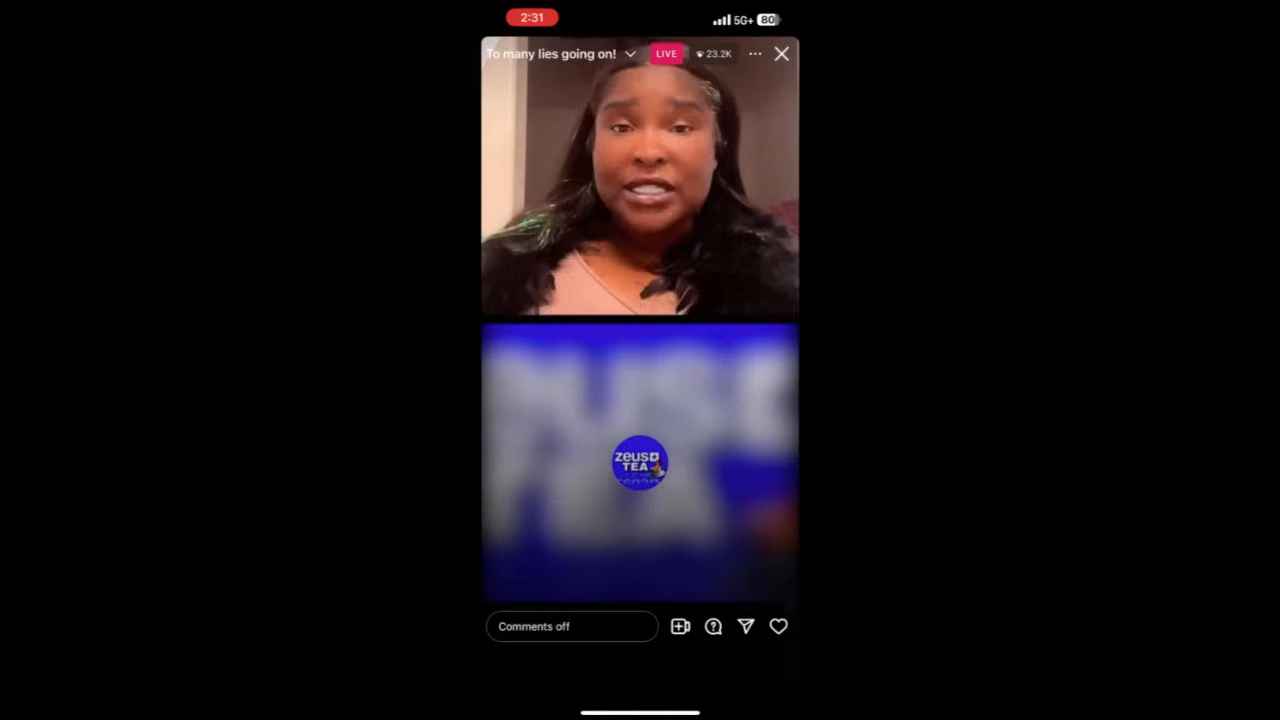 2:31
5G+ 80
To many lies going on!
LIVE
23.2K
zeus
TEA
Comments off